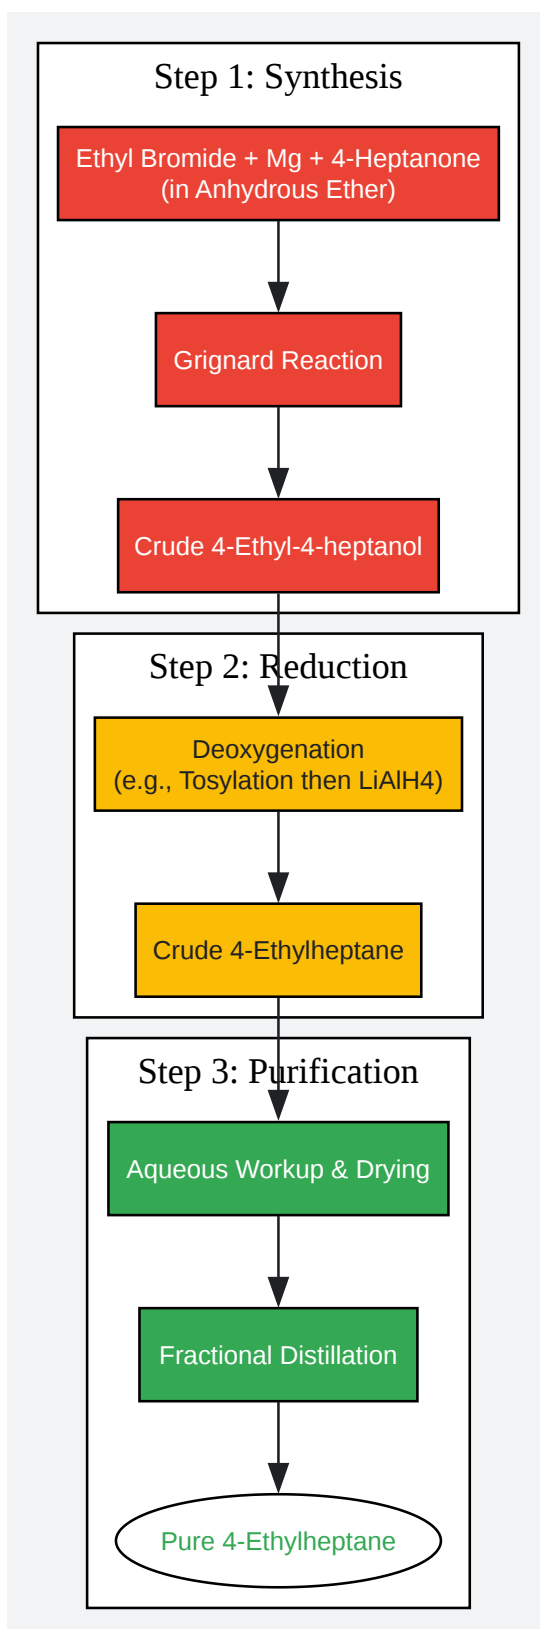 Step 1: Synthesis
Ethyl Bromide + Mg + 4-Heptanone
(in Anhydrous Ether)
Grignard Reaction
Crude 4-Ethyl-4-heptanol
Step 2: Reduction
Deoxygenation
(e.g., Tosylation then LiAlH4)
Crude 4-Ethylheptane
Step 3: Purification
Aqueous Workup & Drying
Fractional Distillation
Pure 4-Ethylheptane